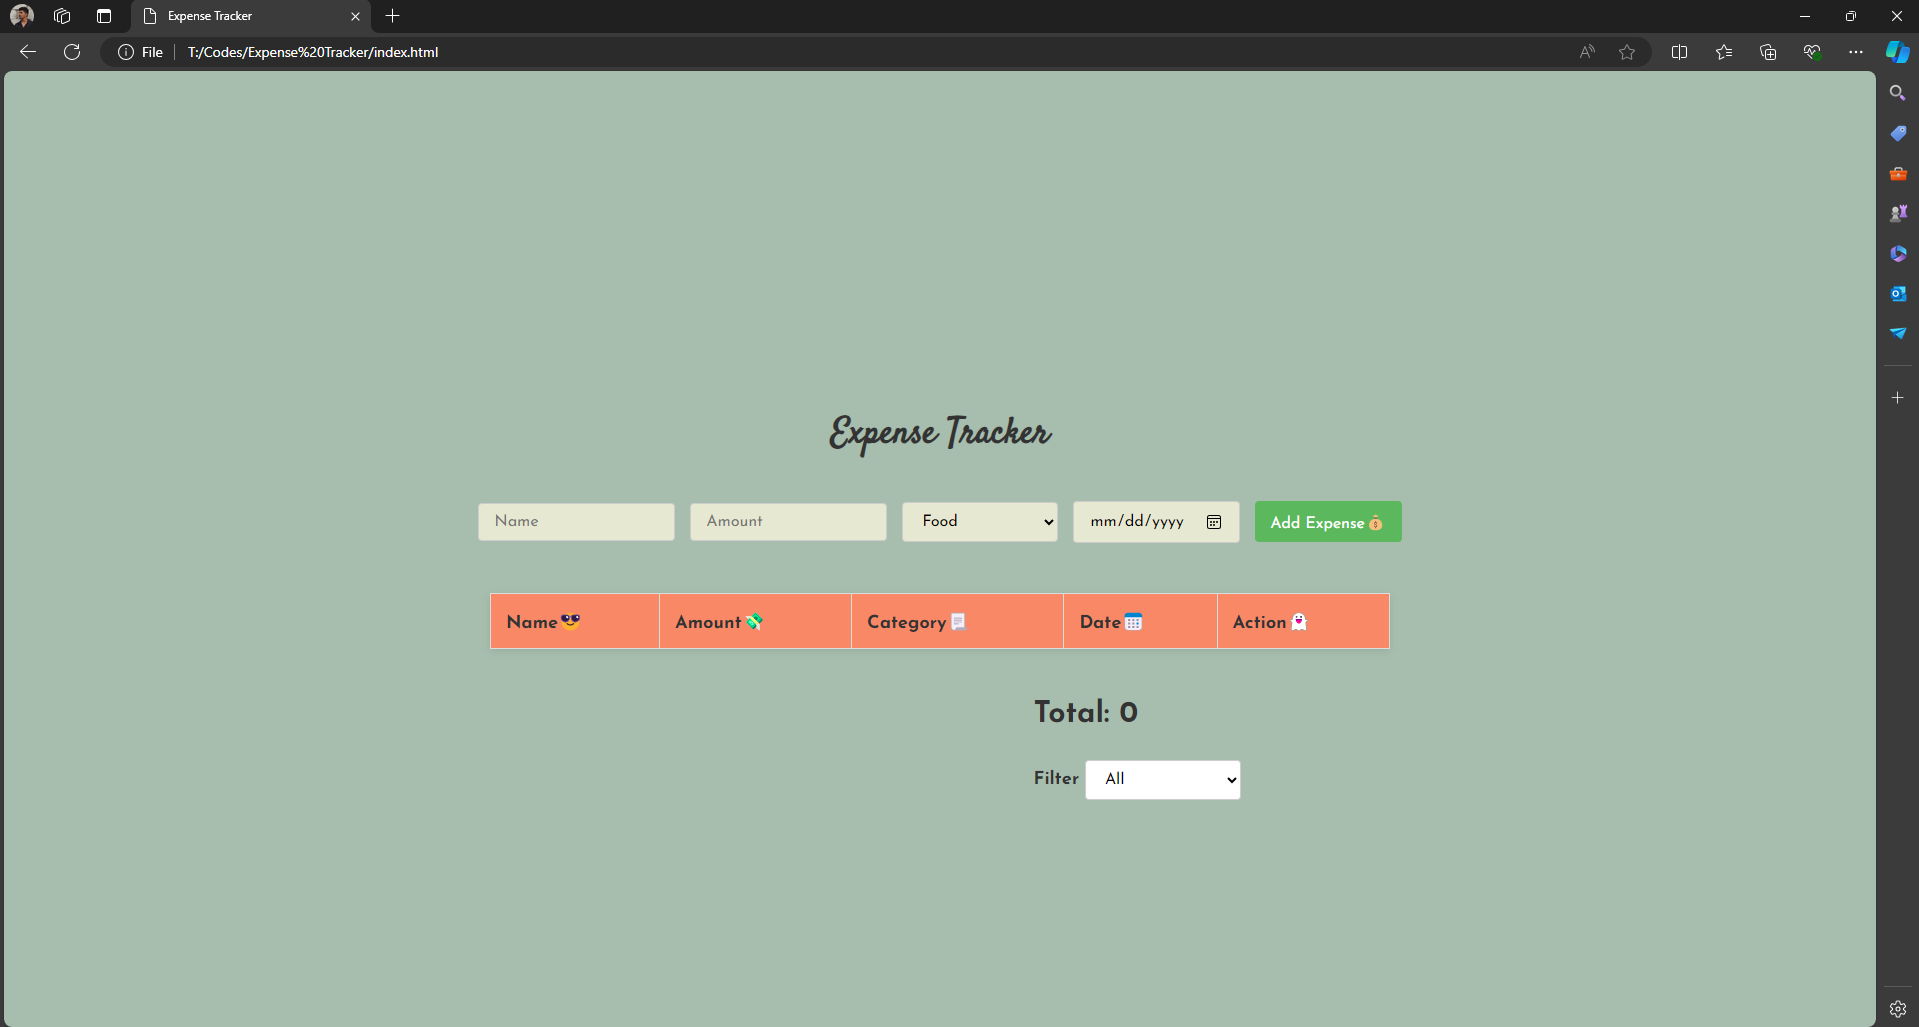 Expense Tracker
File T:/Codes/Expense%20Tracker/index.html
Expense Tracker
Name Amount Food mm/dd/yyyy Add Expense💰
Name😎 Amount💸 Category📃 Date📅 Action👻
Total: 0
Filter All